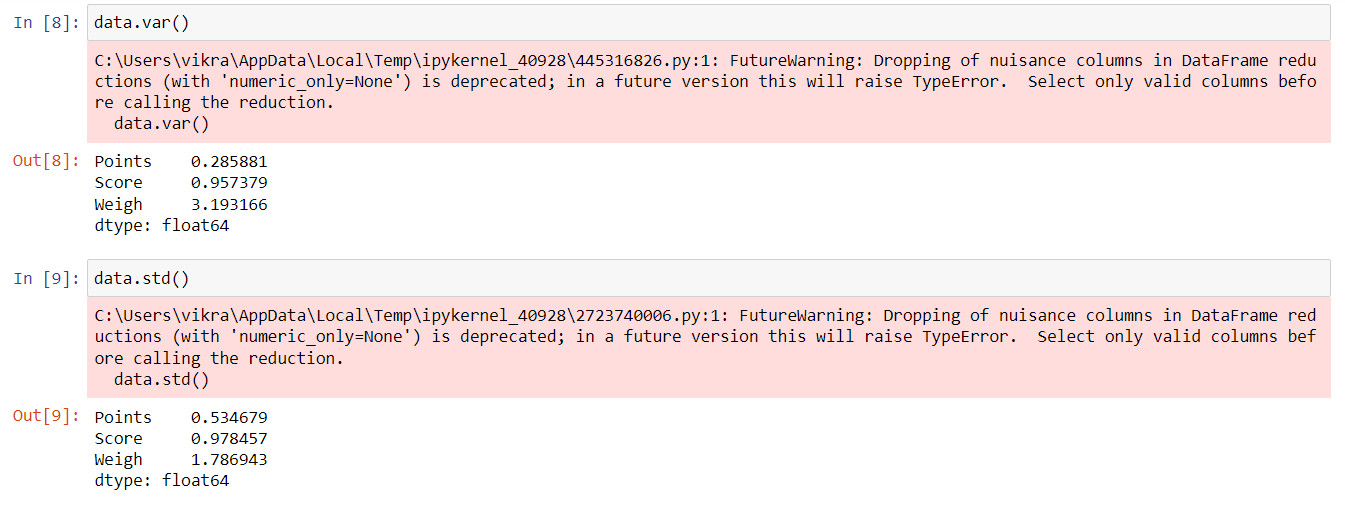 In [8]: data.var()
C:\Users\vikra\AppData\Local\Temp\ipykernel_40928\445316826.py:1: FutureWarning: Dropping of nuisance columns in DataFrame redu
ctions (with 'numeric_only=None') is deprecated; in a future version this will raise TypeError.  Select only valid columns befo
re calling the reduction.
  data.var()
Out[8]: Points    0.285881
Score     0.957379
Weigh     3.193166
dtype: float64
In [9]: data.std()
C:\Users\vikra\AppData\Local\Temp\ipykernel_40928\2723740006.py:1: FutureWarning: Dropping of nuisance columns in DataFrame red
uctions (with 'numeric_only=None') is deprecated; in a future version this will raise TypeError.  Select only valid columns bef
ore calling the reduction.
  data.std()
Out[9]: Points    0.534679
Score     0.978457
Weigh     1.786943
dtype: float64